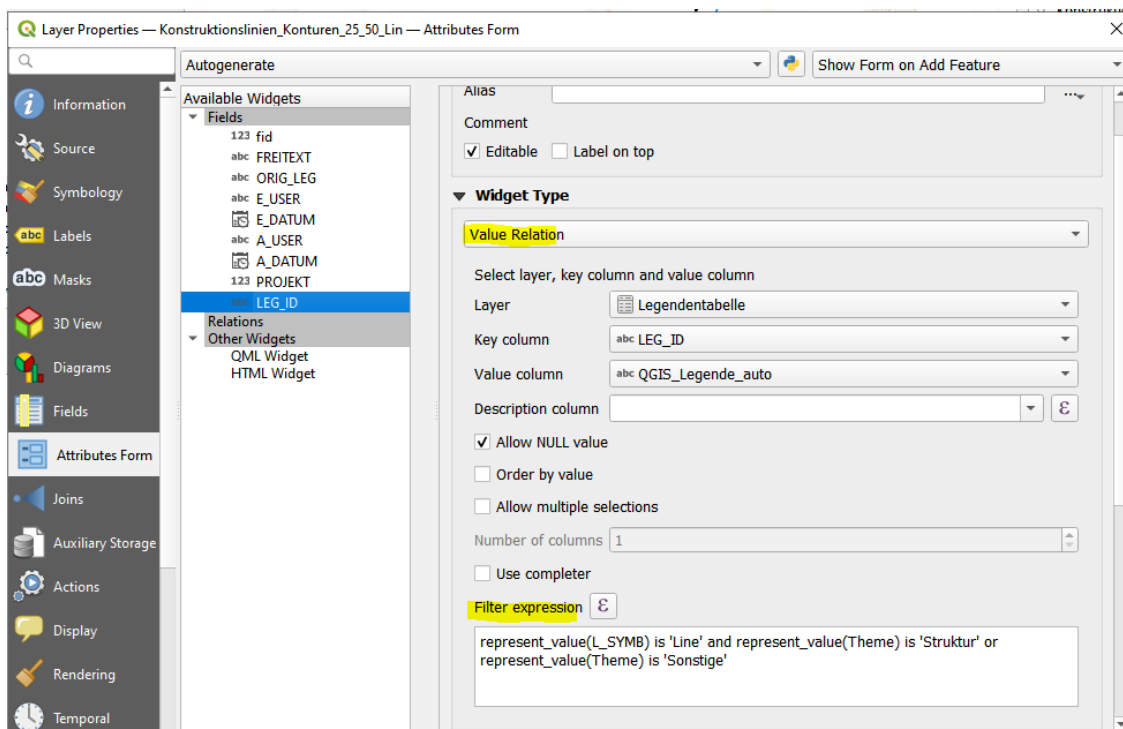 Layer Properties — Konstruktionslinien_Konturen_25_50_Lin — Attributes Form
Autogenerate
Show Form on Add Feature
Information
Source
Symbology
abc Labels
abc Masks
3D View
Diagrams
Fields
Attributes Form
Joins
Auxiliary Storage
Actions
Display
Rendering
Temporal
Available Widgets
Fields
123 fid
abc FREITEXT
abc ORIG_LEG
abc E_USER
E_DATUM
abc A_USER
A_DATUM
123 PROJEKT
abc LEG_ID
Relations
Other Widgets
QML Widget
HTML Widget
Alias
Comment
Editable Label on top
Widget Type
Value Relation
Select layer, key column and value column
Layer Legendentabelle
Key column abc LEG_ID
Value column abc QGIS_Legende_auto
Description column ε
Allow NULL value
Order by value
Allow multiple selections
Number of columns 1
Use completer
Filter expression ε
represent_value(L_SYMB) is 'Line' and represent_value(Theme) is 'Struktur' or
represent_value(Theme) is 'Sonstige'